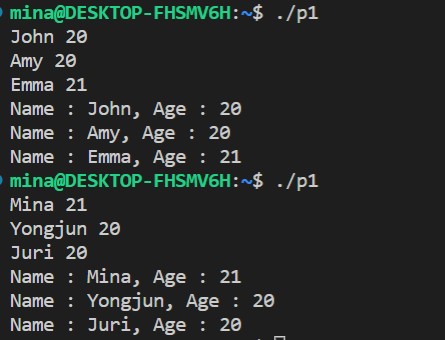 mina@DESKTOP-FHSMV6H:~$ ./p1
John 20
Amy 20
Emma 21
Name : John, Age : 20
Name : Amy, Age : 20
Name : Emma, Age : 21
mina@DESKTOP-FHSMV6H:~$ ./p1
Mina 21
Yongjun 20
Juri 20
Name : Mina, Age : 21
Name : Yongjun, Age : 20
Name : Juri, Age : 20